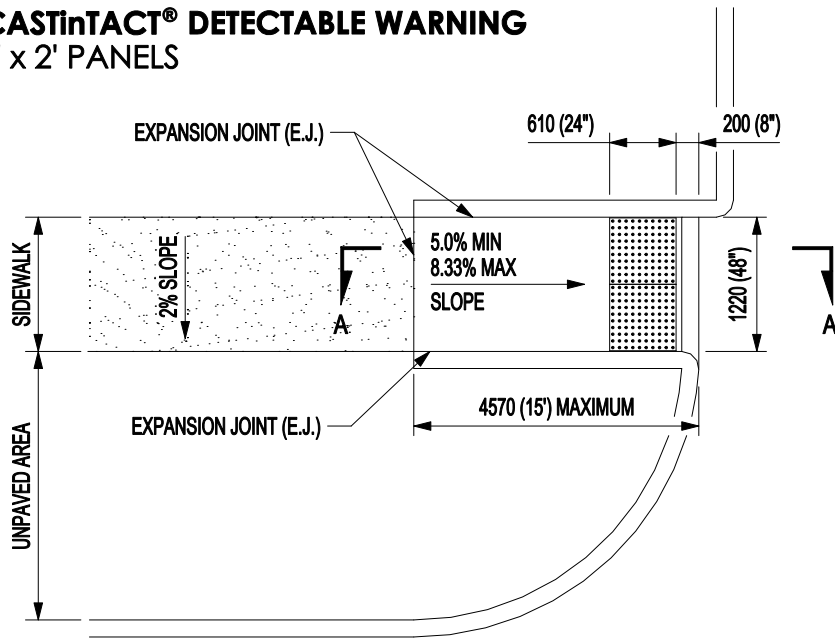 CASTinTACT® DETECTABLE WARNING
' x 2' PANELS
EXPANSION JOINT (E.J.)
610 (24")
200 (8")
SIDEWALK
2% SLOPE
A
5.0% MIN
8.33% MAX
SLOPE
1220 (48")
A
UNPAVED AREA
EXPANSION JOINT (E.J.)
4570 (15') MAXIMUM